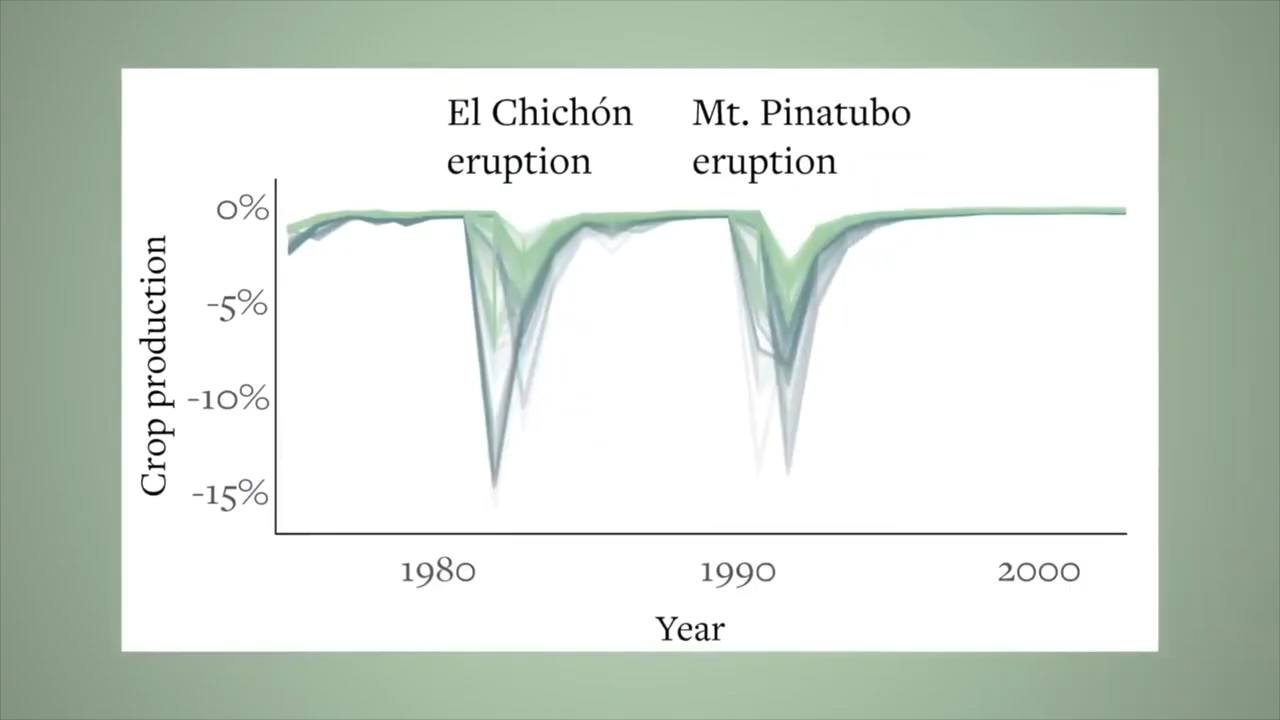 El Chichón
eruption
Mt. Pinatubo
eruption
Crop production
0%
-5%
-10%
-15%
1980
1990
2000
Year